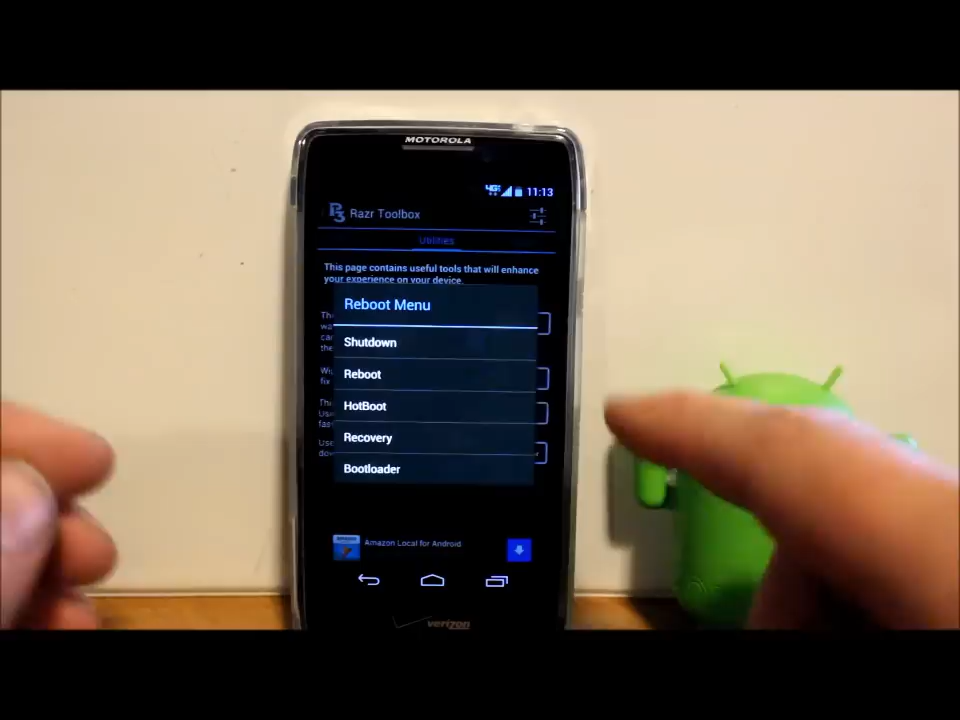 MOTOROLA
4G 11:13
Razr Toolbox
Utilities
This page contains useful tools that will enhance
your experience on your device.
Reboot Menu
Shutdown
Reboot
HotBoot
Recovery
Bootloader
Amazon Local for Android
verizon